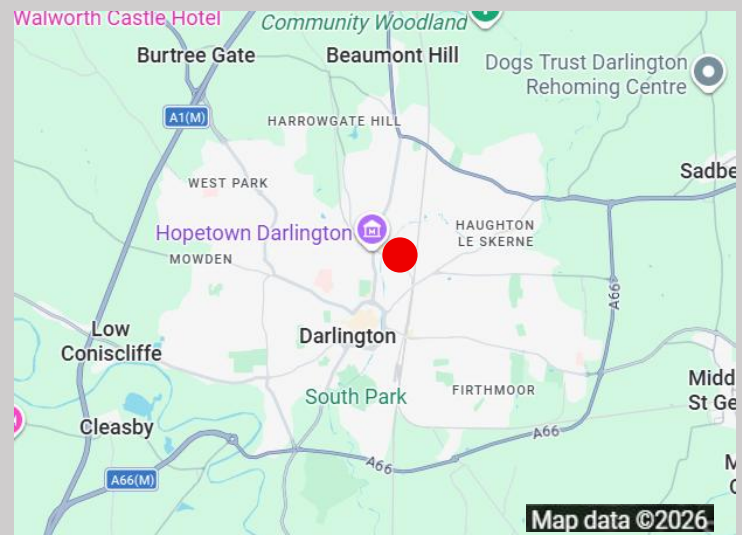 Walworth Castle Hotel
Community Woodland
Burtree Gate
Beaumont Hill
Dogs Trust Darlington
Rehoming Centre
A1(M)
HARROWGATE HILL
Sadbe
WEST PARK
Hopetown Darlington
HAUGHTON
LE SKERNE
MOWDEN
A66
Low
Coniscliffe
Darlington
Midd
St Ge
South Park
FIRTHMOOR
Cleasby
A66
A66
A66(M)
Map data ©2026